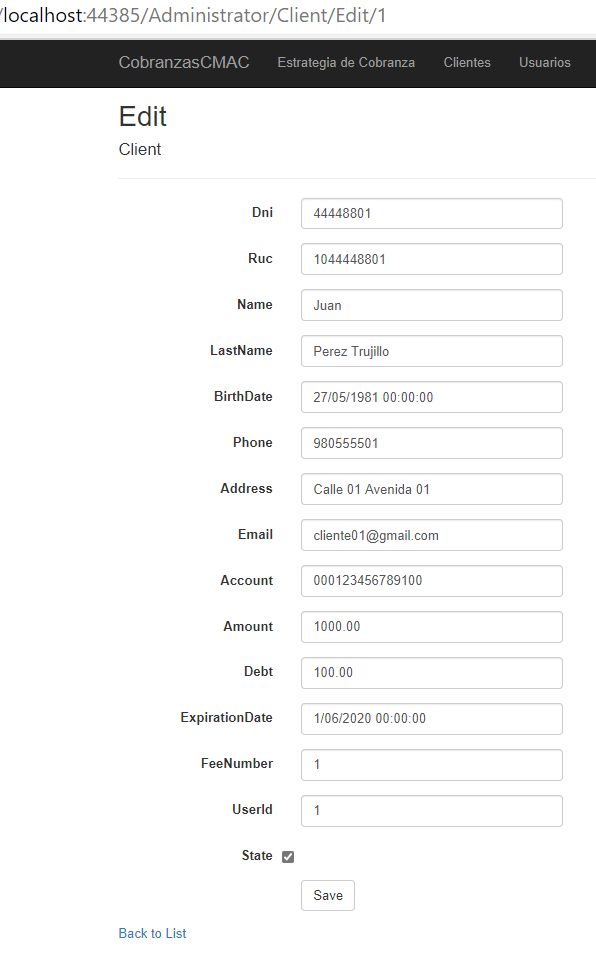 /localhost:44385/Administrator/Client/Edit/1
CobranzasCMAC Estrategia de Cobranza Clientes Usuarios
Edit
Client
Dni 44448801
Ruc 1044448801
Name Juan
LastName Perez Trujillo
BirthDate 27/05/1981 00:00:00
Phone 980555501
Address Calle 01 Avenida 01
Email cliente01@gmail.com
Account 000123456789100
Amount 1000.00
Debt 100.00
ExpirationDate 1/06/2020 00:00:00
FeeNumber 1
UserId 1
State
Save
Back to List